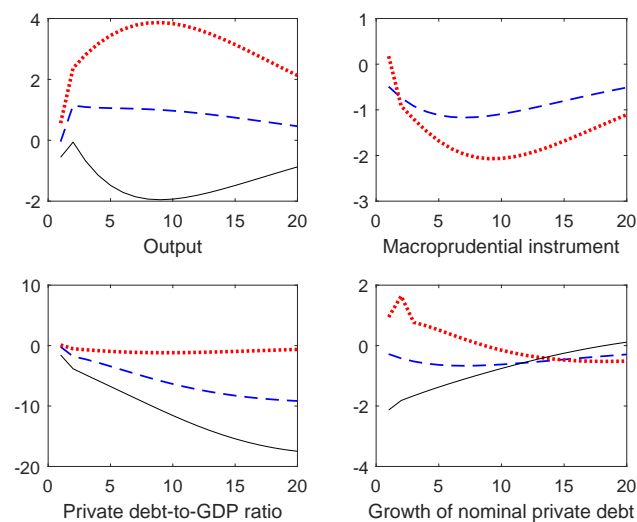 4
2
0
-2
0 5 10 15 20
Output
1
0
-1
-2
-3
0 5 10 15 20
Macroprudential instrument
10
0
-10
-20
0 5 10 15 20
Private debt-to-GDP ratio
2
0
-2
-4
0 5 10 15 20
Growth of nominal private debt